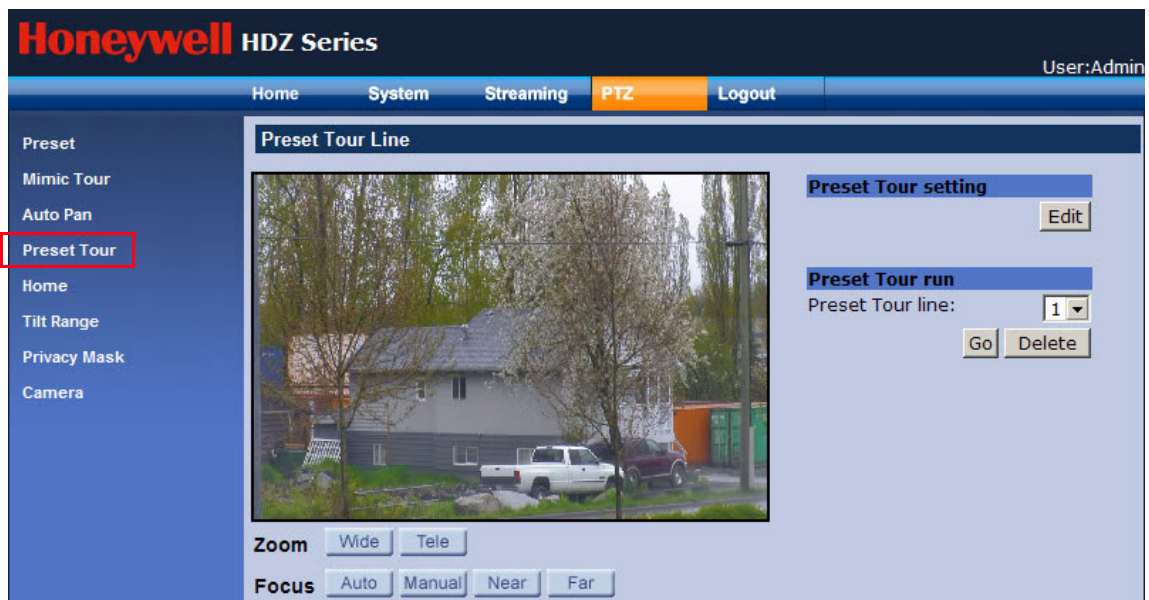 Honeywell HDZ Series
User:Admin
Home System Streaming PTZ Logout
Preset
Mimic Tour
Auto Pan
Preset Tour
Home
Tilt Range
Privacy Mask
Camera
Preset Tour Line
Preset Tour setting
Edit
Preset Tour run
Preset Tour line: 1
Go Delete
Zoom Wide Tele
Focus Auto Manual Near Far